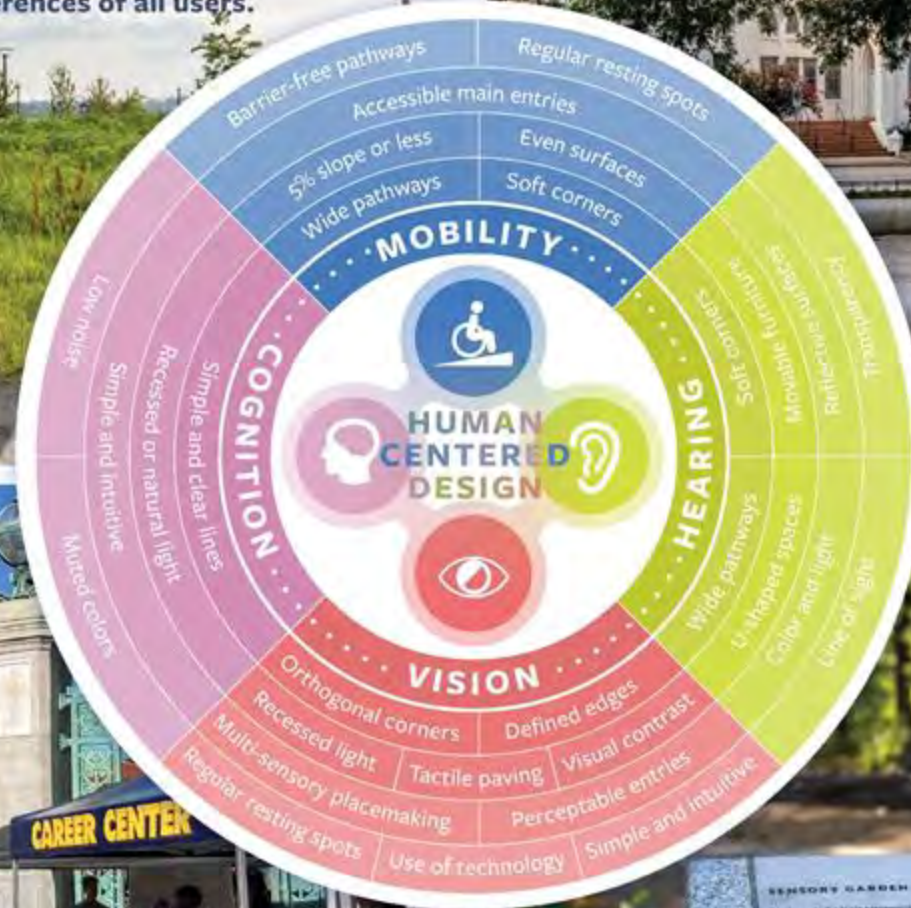 erences of all users.
Barrier-free pathways
Regular resting spots
Accessible main entries
5% slope or less
Even surfaces
Wide pathways
Soft corners
MOBILITY
Transparency
Reflective surfaces
Movable furniture
Soft corners
HEARING
Wide pathways
U-shaped spaces
Color and light
Line of sight
Low noise
Simple and intuitive
Recessed or natural light
Simple and clear lines
COGNITION
Muted colors
HUMAN
CENTERED
DESIGN
VISION
Orthogonal corners
Defined edges
Recessed light
Tactile paving
Visual contrast
Multi-sensory placemaking
Perceptable entries
Regular resting spots
Use of technology
Simple and intuitive
CAREER CENTER
SENSORY GARDEN